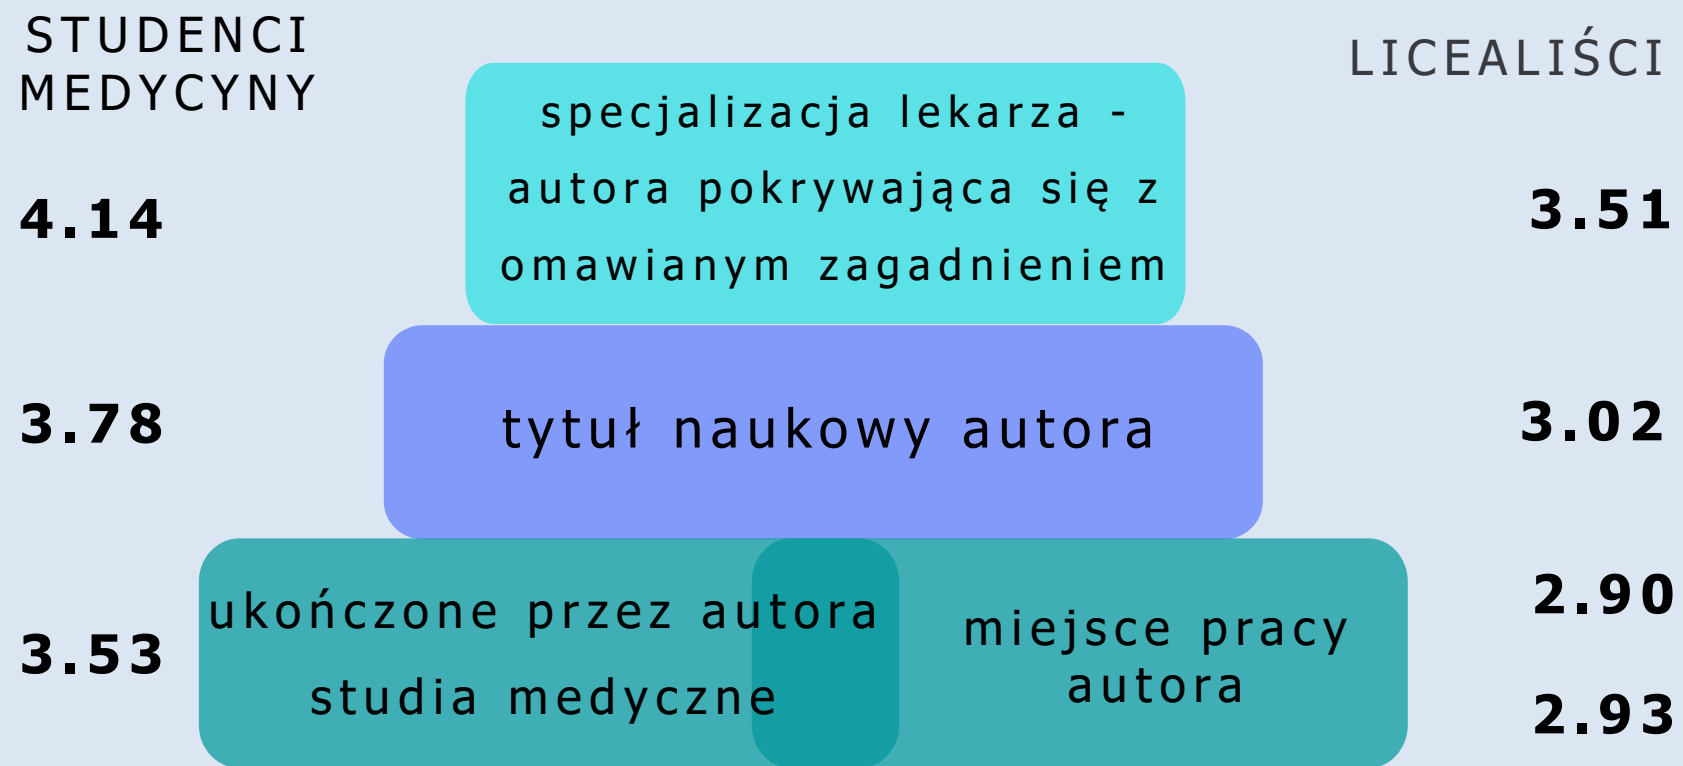 STUDENCI
MEDYCYNY
LICEALIŚCI
specjalizacja lekarza -
autora pokrywająca się z
omawianym zagadnieniem
4.14
3.51
tytuł naukowy autora
3.78
3.02
ukończone przez autora
studia medyczne
miejsce pracy
autora
3.53
2.90
2.93